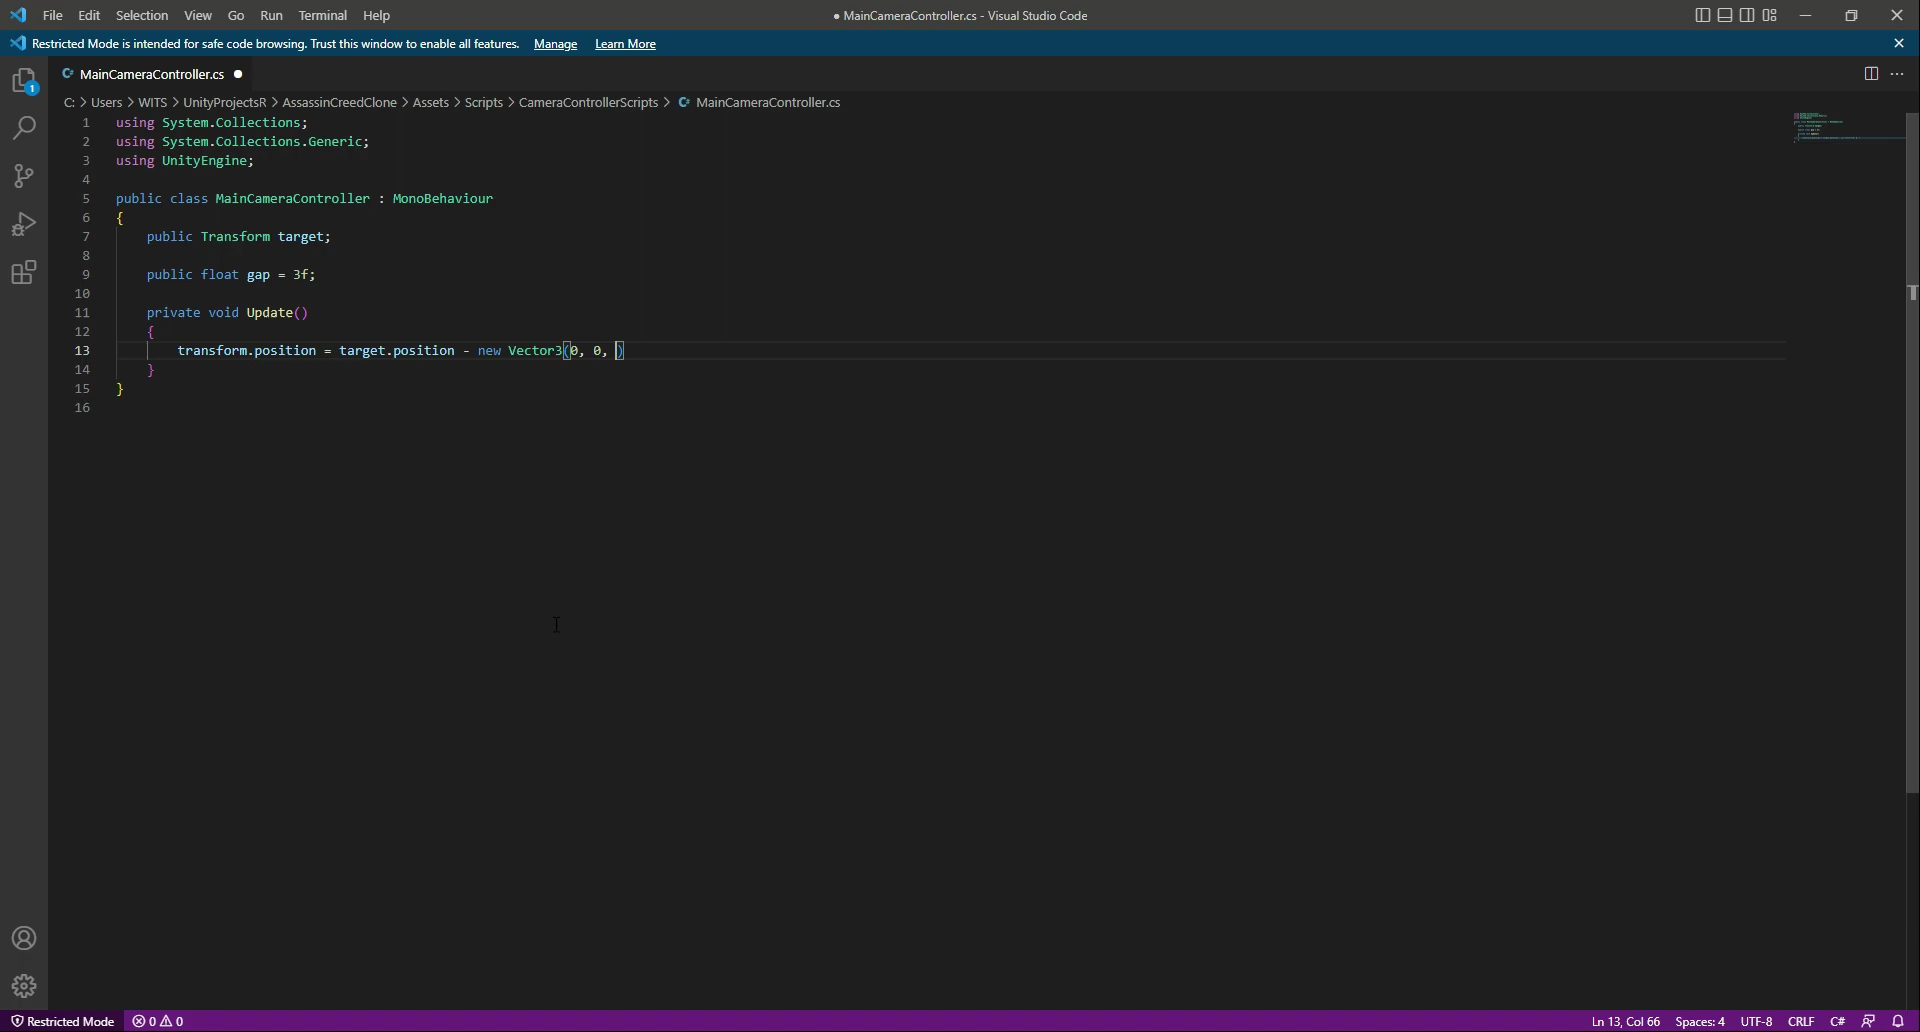 File Edit Selection View Go Run Terminal Help
● MainCameraController.cs - Visual Studio Code
Restricted Mode is intended for safe code browsing. Trust this window to enable all features. Manage Learn More
MainCameraController.cs ●
C: > Users > WITS > UnityProjectsR > AssassinCreedClone > Assets > Scripts > CameraControllerScripts > MainCameraController.cs
1 using System.Collections;
2 using System.Collections.Generic;
3 using UnityEngine;
4
5 public class MainCameraController : MonoBehaviour
6 {
7 public Transform target;
8
9 public float gap = 3f;
10
11 private void Update()
12 {
13 transform.position = target.position - new Vector3(0, 0, )
14 }
15 }
16
1
Restricted Mode 0 0 Ln 13, Col 66 Spaces: 4 UTF-8 CRLF C#